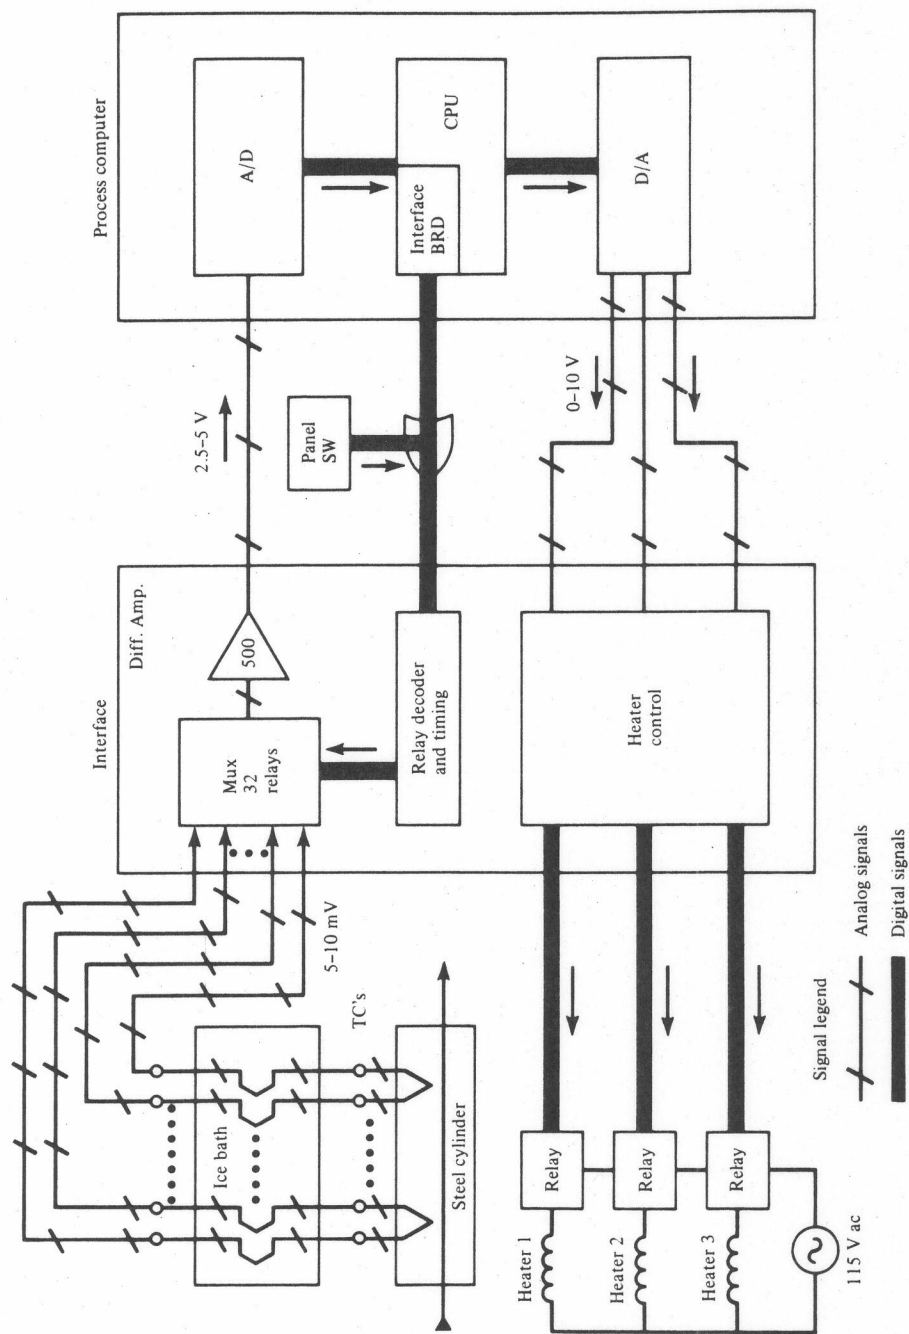 Process computer
A/D
Interface
BRD
CPU
D/A
2.5–5 V
Panel
SW
0–10 V
Interface
Diff. Amp.
500
Mux
32
relays
Relay decoder
and timing
Heater
control
5–10 mV
TC's
Ice bath
Steel cylinder
Relay
Relay
Relay
Heater 1
Heater 2
Heater 3
115 V ac
Signal legend
Analog signals
Digital signals